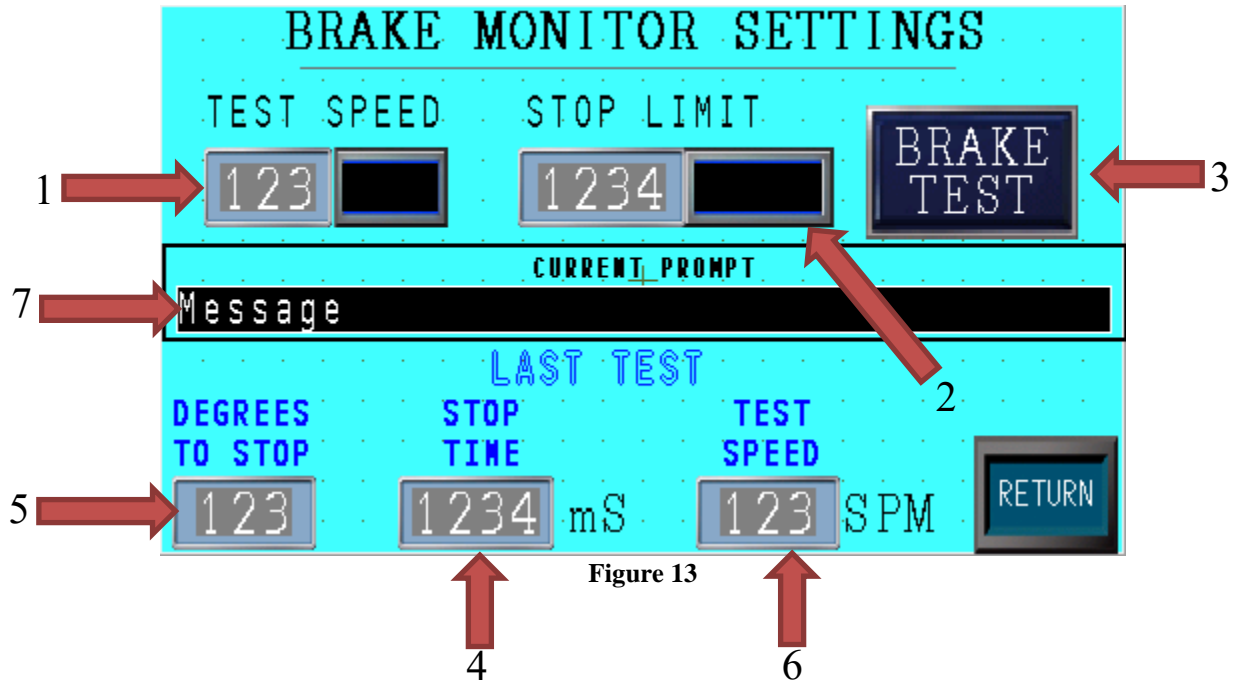 BRAKE MONITOR SETTINGS
TEST SPEED
STOP LIMIT
1
123
1234
BRAKE
TEST
3
CURRENT PROMPT
7
Message
2
LAST TEST
DEGREES
TO STOP
STOP
TIME
TEST
SPEED
5
123
1234 mS
123 SPM
RETURN
Figure 13
4
6